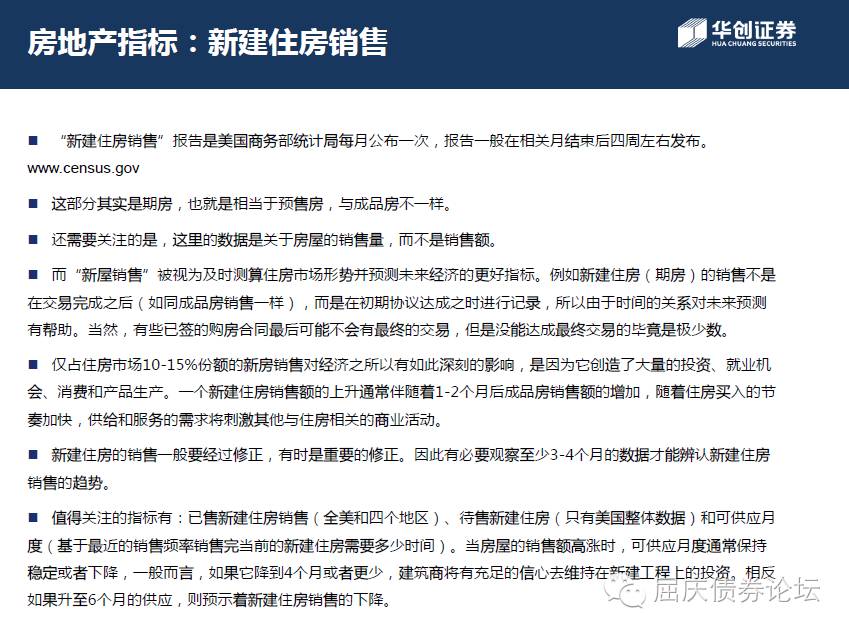 房地产指标：新建住房销售
华创证券
HUA CHUANG SECURITIES
■ “新建住房销售”报告是美国商务部统计局每月公布一次，报告一般在相关月结束后四周左右发布。
www.census.gov
■ 这部分其实是期房，也就是相当于预售房，与成品房不一样。
■ 还需要关注的是，这里的数据是关于房屋的销售量，而不是销售额。
■ 而“新屋销售”被视为及时测算住房市场形势并预测未来经济的更好指标。例如新建住房（期房）的销售不是
在交易完成之后（如同成品房销售一样），而是在初期协议达成之时进行记录，所以由于时间的关系对未来预测
有帮助。当然，有些已签的购房合同最后可能不会有最终的交易，但是没能达成最终交易的毕竟是极少数。
■ 仅占住房市场10-15%份额的新房销售对经济之所以有如此深刻的影响，是因为它创造了大量的投资、就业机
会、消费和产品生产。一个新建住房销售额的上升通常伴随着1-2个月后成品房销售额的增加，随着住房买入的节
奏加快，供给和服务的需求将刺激其他与住房相关的商业活动。
■ 新建住房的销售一般要经过修正，有时是重要的修正。因此有必要观察至少3-4个月的数据才能辨认新建住房
销售的趋势。
■ 值得关注的指标有：已售新建住房销售（全美和四个地区）、待售新建住房（只有美国整体数据）和可供应月
度（基于最近的销售频率销售完当前的新建住房需要多少时间）。当房屋的销售额高涨时，可供应月度通常保持
稳定或者下降，一般而言，如果它降到4个月或者更少，建筑商将有充足的信心去维持在新建工程上的投资。相反
如果升至6个月的供应，则预示着新建住房销售的下降。
屈庆债券论坛